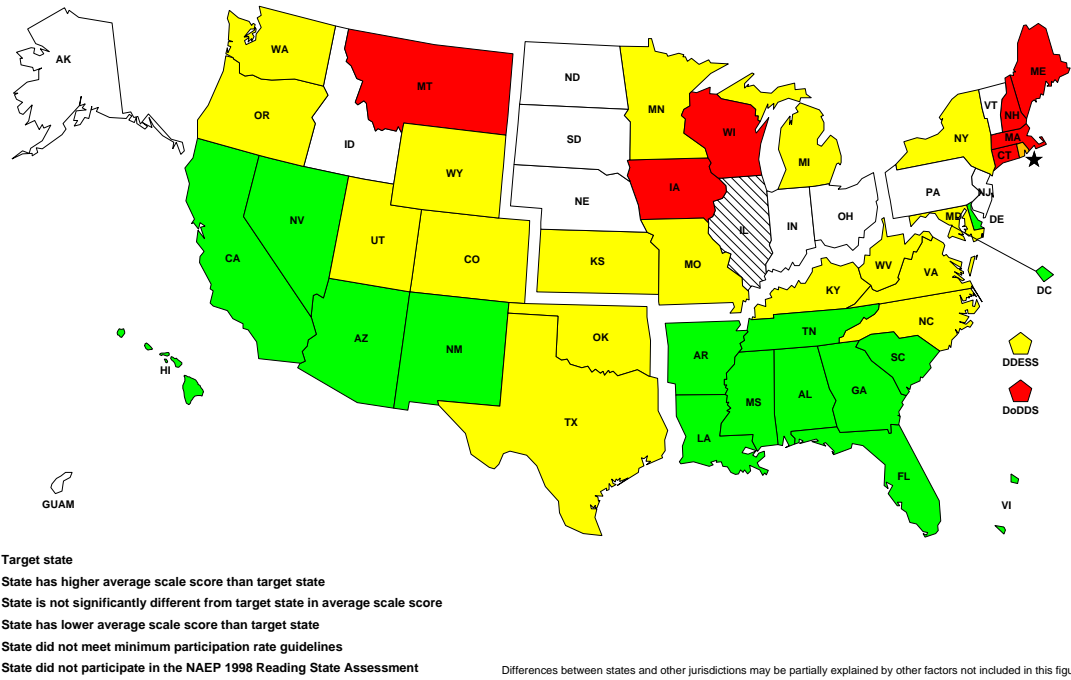 AK
WA
MT
ND
MN
ME
VT
NH
OR
WI
NY
MA
SD
ID
CT
MI
WY
IA
PA
NJ
NE
NV
OH
MD
DE
IN
IL
UT
CA
CO
KS
MO
WV
VA
KY
DC
NC
TN
OK
AZ
NM
AR
SC
DDESS
HI
GA
MS
AL
DoDDS
TX
LA
FL
GUAM
VI
Target state
State has higher average scale score than target state
State is not significantly different from target state in average scale score
State has lower average scale score than target state
State did not meet minimum participation rate guidelines
State did not participate in the NAEP 1998 Reading State Assessment
Differences between states and other jurisdictions may be partially explained by other factors not included in this figu